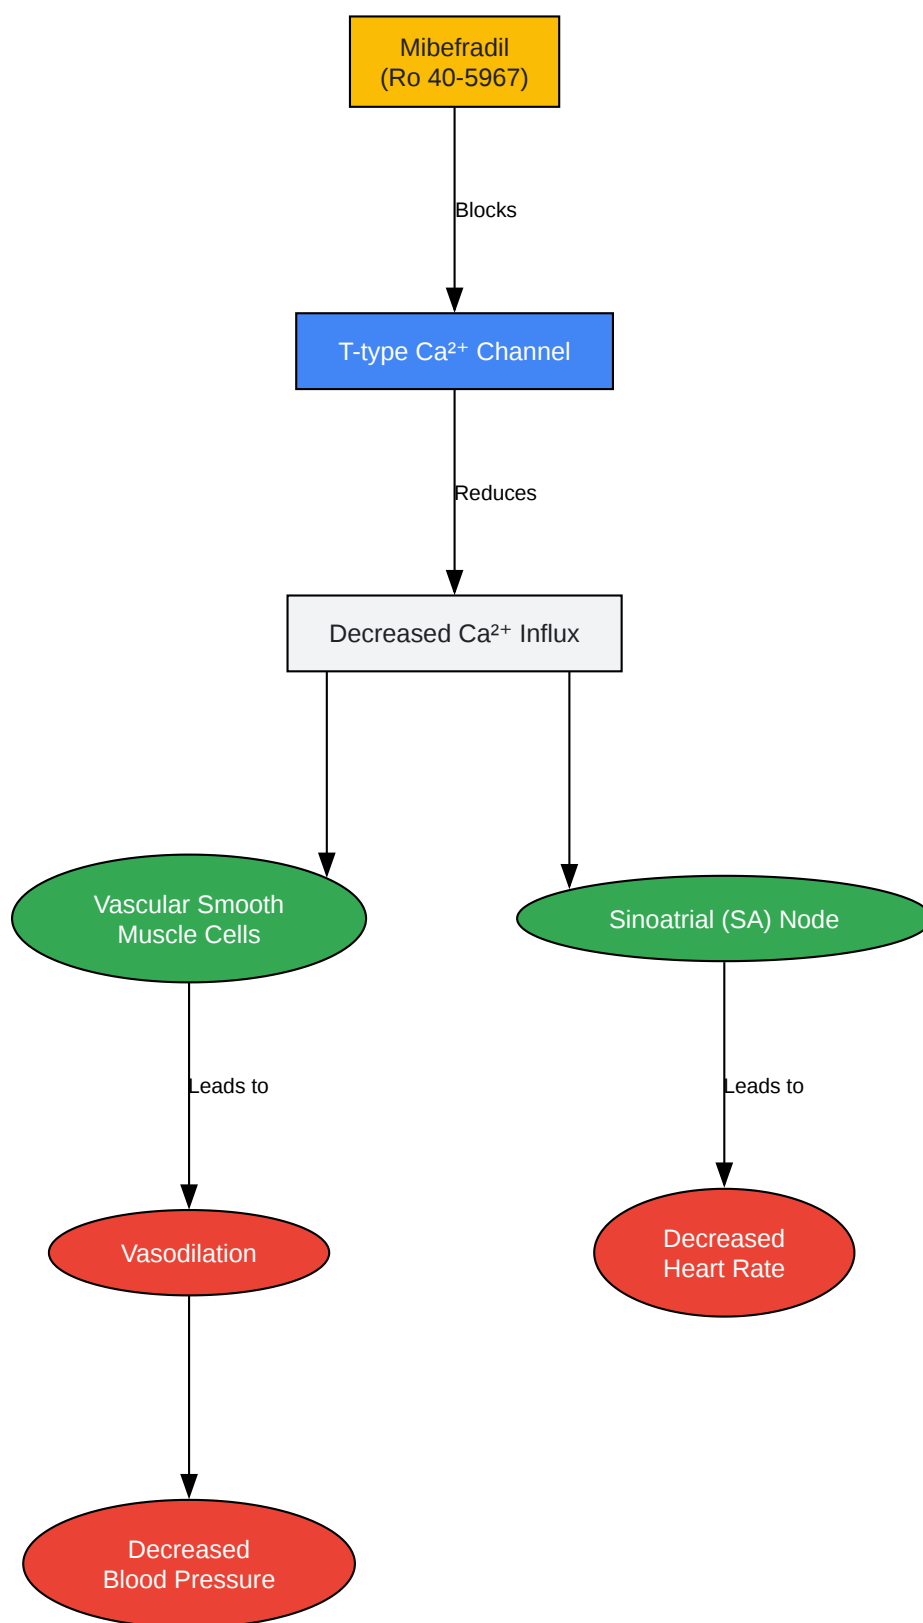 Mibefradil
(Ro 40-5967)
Blocks
T-type Ca²⁺ Channel
Reduces
Decreased Ca²⁺ Influx
Vascular Smooth
Muscle Cells
Sinoatrial (SA) Node
Leads to
Leads to
Vasodilation
Decreased
Heart Rate
Decreased
Blood Pressure